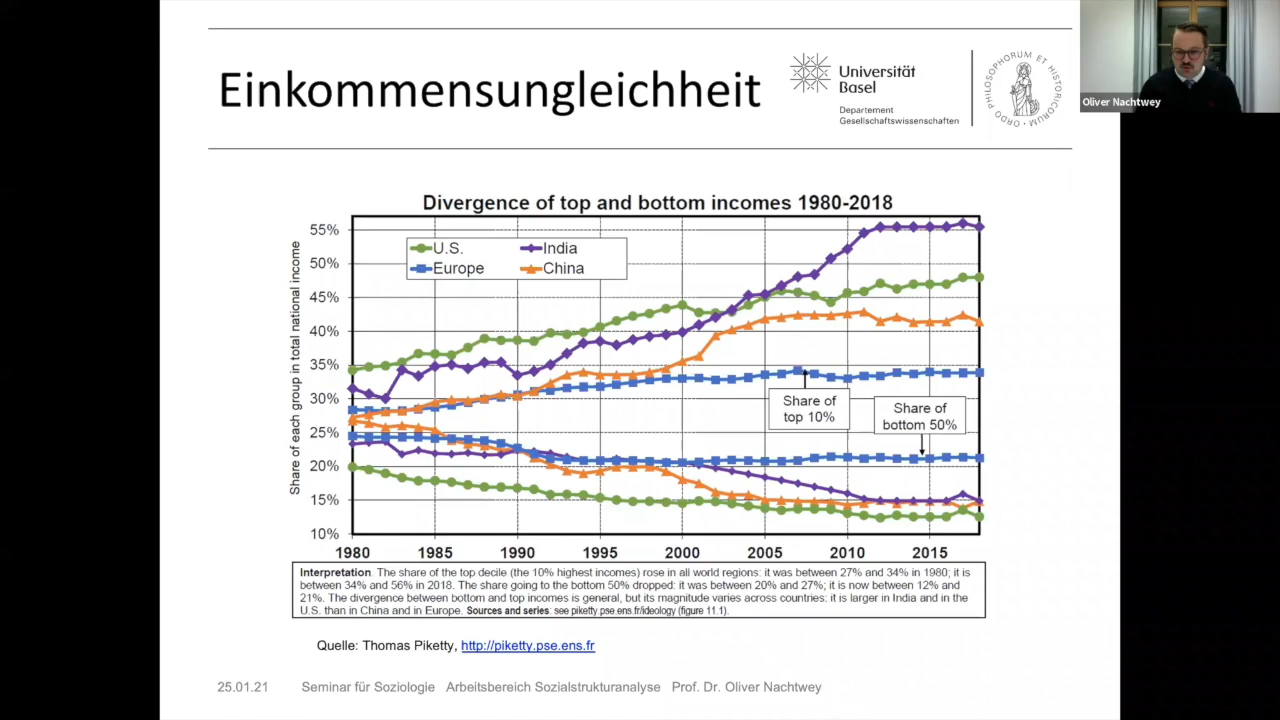 Einkommensungleichheit
Universität
Basel
Departement
Gesellschaftswissenschaften
ORDO PHILOSOPHORUM ET HISTORICORUM
Oliver Nachtwey
Divergence of top and bottom incomes 1980-2018
Share of each group in total national income
55%
50%
45%
40%
35%
30%
25%
20%
15%
10%
U.S.
India
Europe
China
Share of
top 10%
Share of
bottom 50%
1980
1985
1990
1995
2000
2005
2010
2015
Interpretation. The share of the top decile (the 10% highest incomes) rose in all world regions: it was between 27% and 34% in 1980; it is
between 34% and 56% in 2018. The share going to the bottom 50% dropped: it was between 20% and 27%; it is now between 12% and
21%. The divergence between bottom and top incomes is general, but its magnitude varies across countries: it is larger in India and in the
U.S. than in China and in Europe. Sources and series: see piketty.pse.ens.fr/ideology (figure 11.1).
Quelle: Thomas Piketty, http://piketty.pse.ens.fr
25.01.21 Seminar für Soziologie Arbeitsbereich Sozialstrukturanalyse Prof. Dr. Oliver Nachtwey